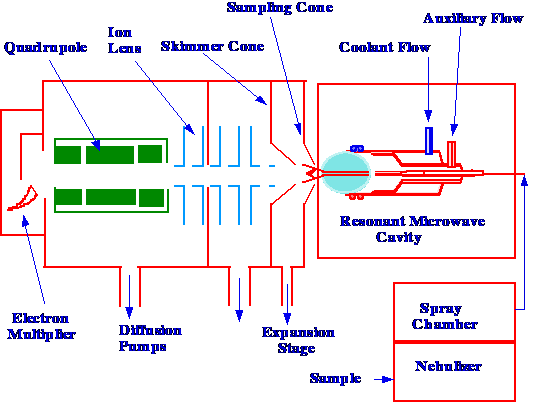 Sampling Cone
Auxiliary Flow
Ion
Lens
Quadrupole
Skimmer Cone
Coolant Flow
Resonant Microwave
Cavity
Electron
Multiplier
Diffusion
Pumps
Expansion
Stage
Spray
Chamber
Nebuliser
Sample